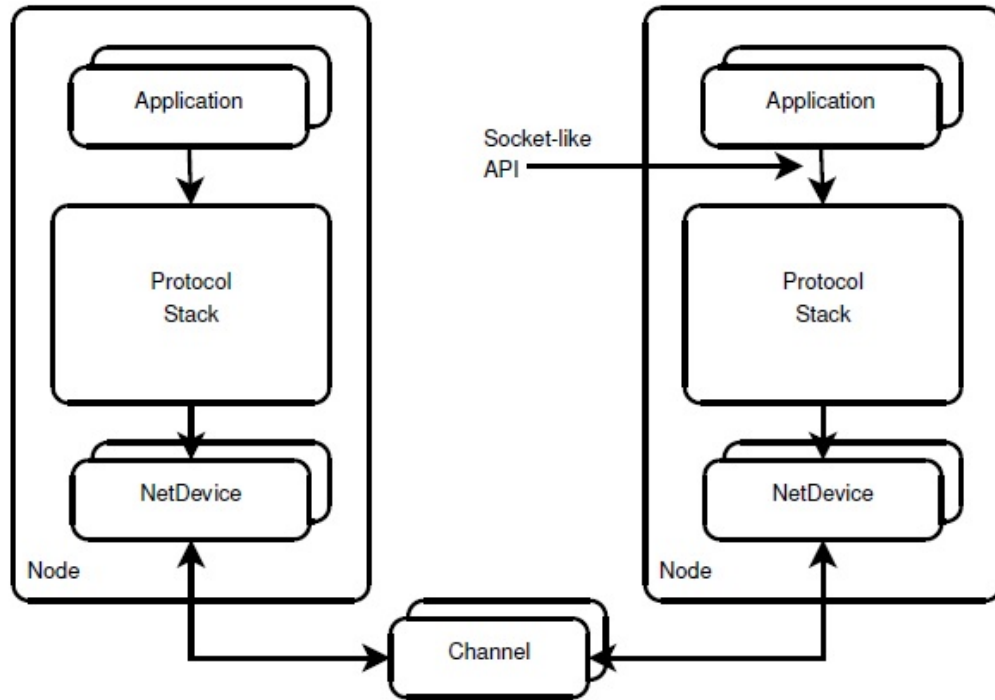 Application
Protocol
Stack
NetDevice
Node
Socket-like
API
Application
Protocol
Stack
NetDevice
Node
Channel